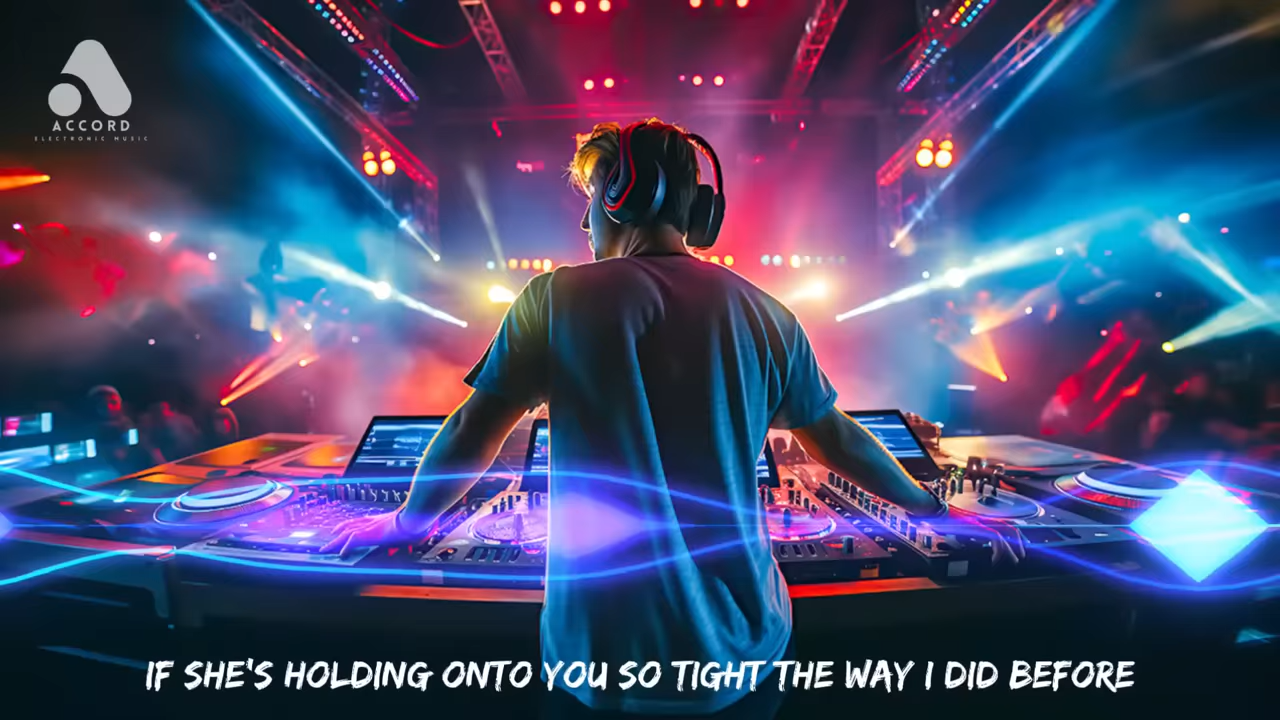 ACCORD
ELECTRONIC MUSIC
IF SHE'S HOLDING ONTO YOU SO TIGHT THE WAY I DID BEFORE